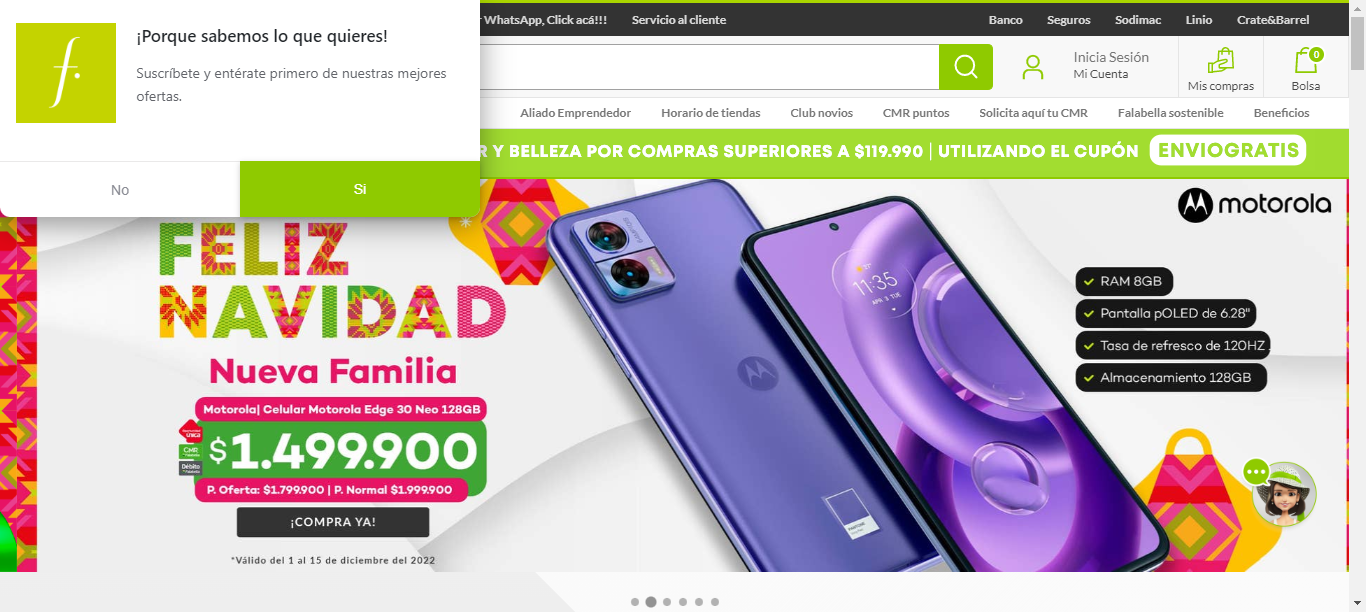 ¡Porque sabemos lo que quieres!
Suscríbete y entérate primero de nuestras mejores
ofertas.
No
Si
WhatsApp, Click acá!!!
Servicio al cliente
Banco
Seguros
Sodimac
Linio
Crate&Barrel
Inicia Sesión
Mi Cuenta
Mis compras
0
Bolsa
Aliado Emprendedor
Horario de tiendas
Club novios
CMR puntos
Solicita aquí tu CMR
Falabella sostenible
Beneficios
Y BELLEZA POR COMPRAS SUPERIORES A $119.990 | UTILIZANDO EL CUPÓN
ENVIOGRATIS
motorola
FELIZ
NAVIDAD
Nueva Familia
Motorola| Celular Motorola Edge 30 Neo 128GB
ÚNICA
CMR
Débito
$1.499.900
P. Oferta: $1.799.900 | P. Normal $1.999.900
¡COMPRA YA!
*Válido del 1 al 15 de diciembre del 2022
11:35
APR 3 TUE
PANTONE
RAM 8GB
Pantalla pOLED de 6.28"
Tasa de refresco de 120HZ
Almacenamiento 128GB